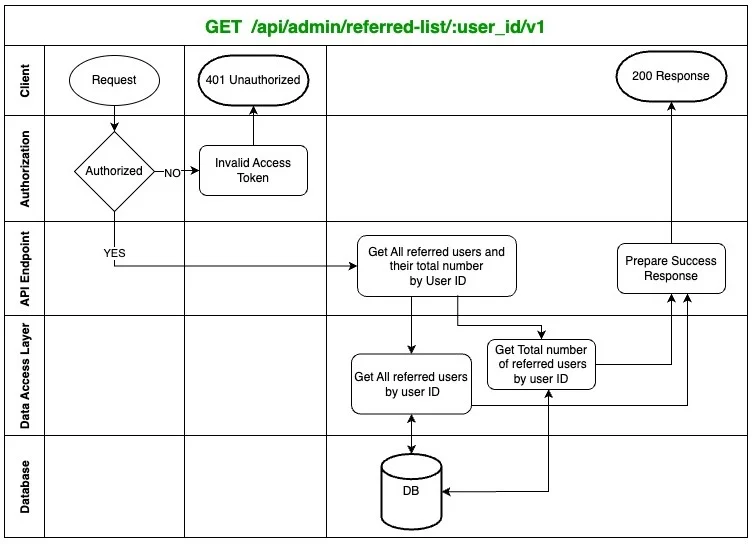 GET /api/admin/referred-list/:user_id/v1
Client
Request
401 Unauthorized
200 Response
Authorization
Authorized
NO
Invalid Access
Token
API Endpoint
YES
Get All referred users and
their total number
by User ID
Prepare Success
Response
Data Access Layer
Get All referred users
by user ID
Get Total number
of referred users
by user ID
Database
DB